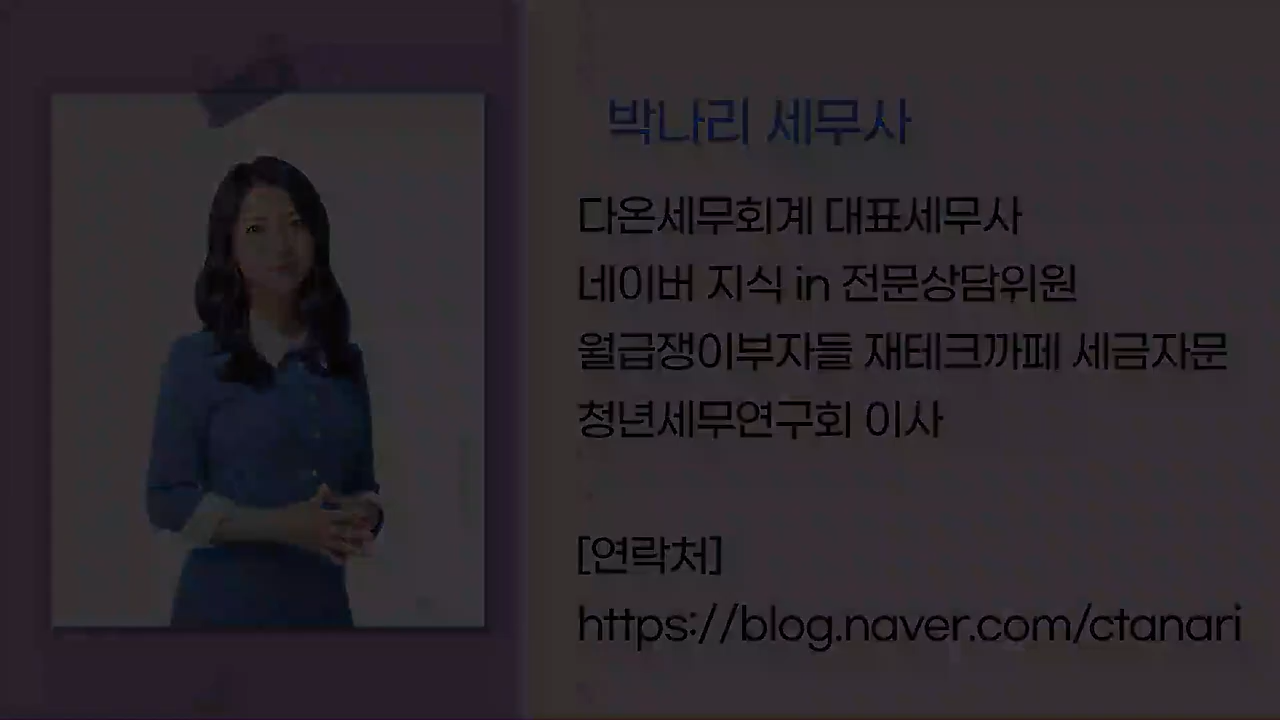 박나리 세무사
다온세무회계 대표세무사
네이버 지식 in 전문상담위원
월급쟁이부자들 재테크까페 세금자문
청년세무연구회 이사
[연락처]
https://blog.naver.com/ctanari